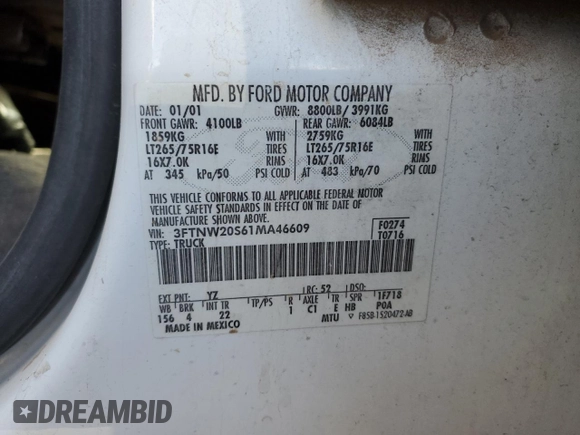 MFD. BY FORD MOTOR COMPANY
DATE: 01/01 GVWR: 8800LB/ 3991KG
FRONT GAWR: 4100LB REAR GAWR: 6084LB
1859KG WITH 2759KG WITH
LT265/75R16E TIRES LT265/75R16E TIRES
16X7.0K RIMS 16X7.0K RIMS
AT 345 kPa/50 PSI COLD AT 483 kPa/70 PSI COLD
THIS VEHICLE CONFORMS TO ALL APPLICABLE FEDERAL MOTOR
VEHICLE SAFETY STANDARDS IN EFFECT ON THE DATE OF
MANUFACTURE SHOWN ABOVE.
VIN: 3FTNW20S61MA46609 F0274
TYPE: TRUCK T0716
EXT PNT: YZ RC: 52 DSO:
WB BRK INT TR TP/PS R AXLE TR SPR 1F718
156 4 22 1 C1 E HB POA
MADE IN MEXICO MTU F85B-1520472-AB
DREAMBID